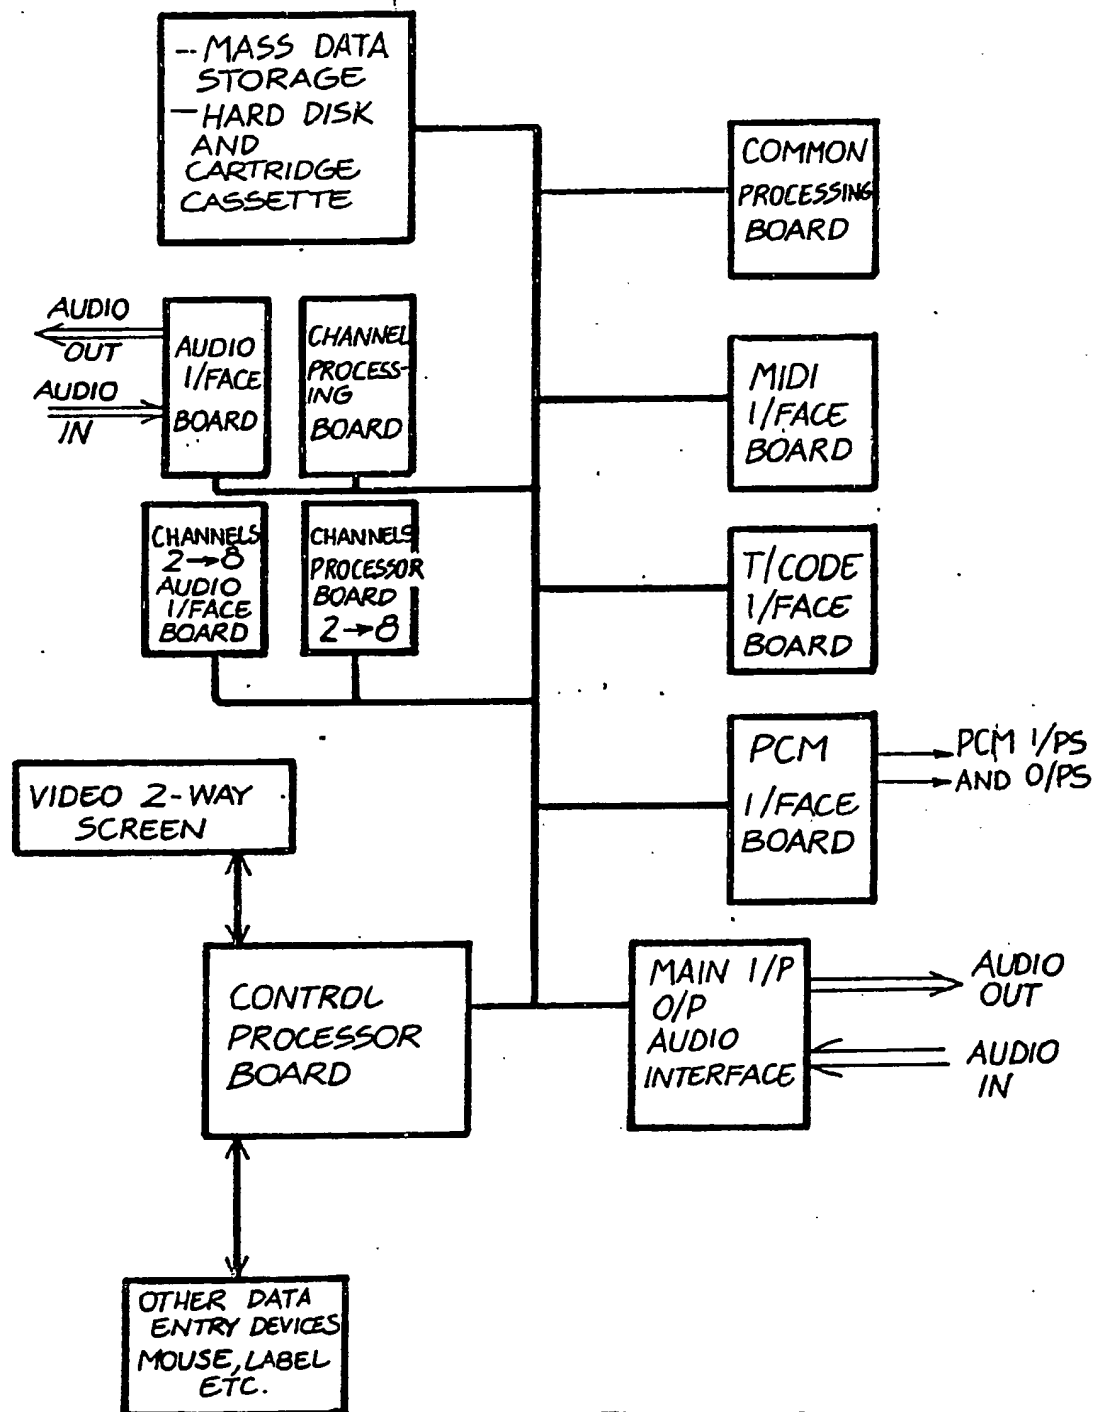 -- MASS DATA
STORAGE
— HARD DISK
AND
CARTRIDGE
CASSETTE
COMMON
PROCESSING
BOARD
AUDIO
OUT
AUDIO
IN
AUDIO
I/FACE
BOARD
CHANNEL
PROCESS-
ING
BOARD
MIDI
I/FACE
BOARD
CHANNELS
2→8
AUDIO
I/FACE
BOARD
CHANNELS
PROCESSOR
BOARD
2→8
T/CODE
I/FACE
BOARD
PCM
I/FACE
BOARD
PCM I/PS
AND O/PS
VIDEO 2-WAY
SCREEN
CONTROL
PROCESSOR
BOARD
MAIN I/P
O/P
AUDIO
INTERFACE
AUDIO
OUT
AUDIO
IN
OTHER DATA
ENTRY DEVICES
MOUSE, LABEL
ETC.